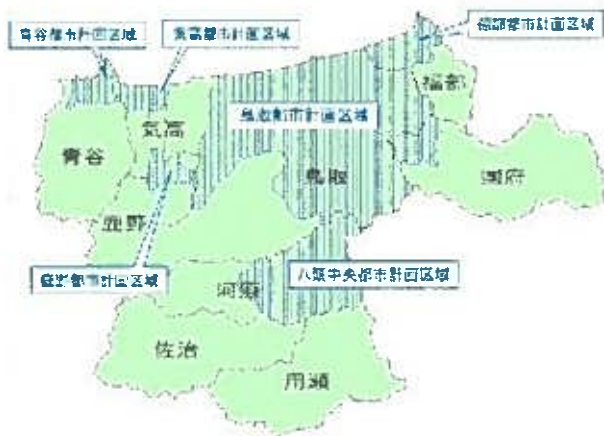 青谷都市計画区域
気高都市計画区域
福部都市計画区域
福部
鳥取都市計画区域
気高
青谷
鳥取
国府
鹿野
鹿野都市計画区域
八頭中央都市計画区域
河原
佐治
用瀬